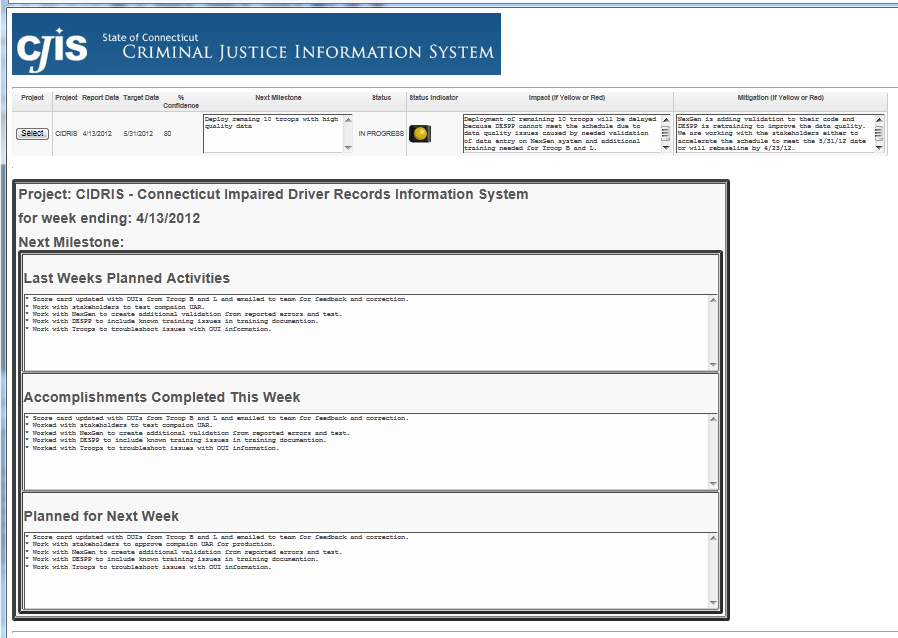 cjis
State of Connecticut
CRIMINAL JUSTICE INFORMATION SYSTEM
Project Project Report Date Target Date % Confidence Next Milestone Status Status Indicator Impact (If Yellow or Red) Mitigation (If Yellow or Red)
Select CIDRIS 4/13/2012 5/31/2012 80
Deploy remaing 10 troops with high
quality data
IN PROGRESS
Deployment of remaining 10 troops will be delayed
because DESPP cannot meet the schedule due to
data quality issues caused by needed validation
of data entry on NexGen system and additional
training needed for Troop B and L.
NexGen is adding validation to their code and
DESPP is retraining to improve the data quality.
We are working with the stakeholders either to
accelerate the schedule to meet the 5/31/12 date
or will rebaseline by 4/23/12.
Project: CIDRIS - Connecticut Impaired Driver Records Information System
for week ending: 4/13/2012
Next Milestone:
Last Weeks Planned Activities
* Score card updated with OUIs from Troop B and L and emailed to team for feedback and correction.
* Work with stakeholders to test compaion UAR.
* Work with NexGen to create additional validation from reported errors and test.
* Work with DESPP to include known training issues in training documention.
* Work with Troops to troubleshoot issues with OUI information.
Accomplishments Completed This Week
* Score card updated with OUIs from Troop B and L and emailed to team for feedback and correction.
* Worked with stakeholders to test compaion UAR.
* Worked with NexGen to create additional validation from reported errors and test.
* Worked with DESPP to include known training issues in training documention.
* Worked with Troops to troubleshoot issues with OUI information.
Planned for Next Week
* Score card updated with OUIs from Troop B and L and emailed to team for feedback and correction.
* Work with stakeholders to approve compaion UAR for production.
* Work with NexGen to create additional validation from reported errors and test.
* Work with DESPP to include known training issues in training documention.
* Work with Troops to troubleshoot issues with OUI information.